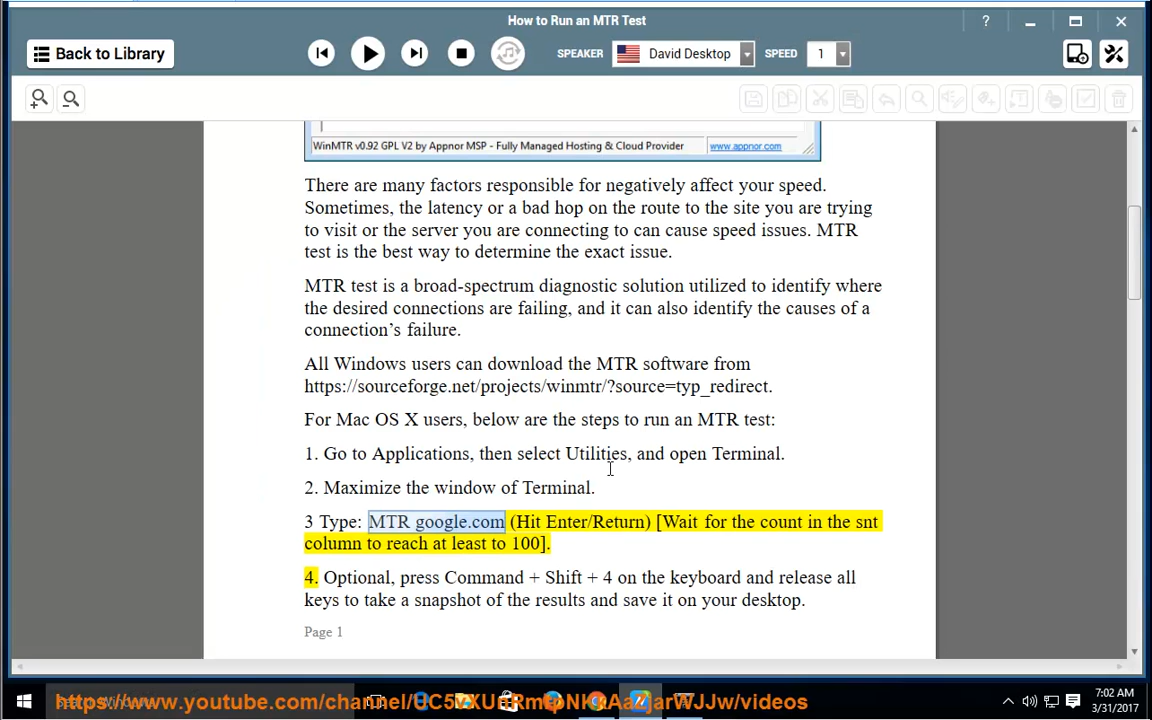 How to Run an MTR Test
?
Back to Library
SPEAKER
David Desktop
SPEED
1
WinMTR v0.92 GPL V2 by Appnor MSP - Fully Managed Hosting & Cloud Provider
www.appnor.com
There are many factors responsible for negatively affect your speed.
Sometimes, the latency or a bad hop on the route to the site you are trying
to visit or the server you are connecting to can cause speed issues. MTR
test is the best way to determine the exact issue.
MTR test is a broad-spectrum diagnostic solution utilized to identify where
the desired connections are failing, and it can also identify the causes of a
connection's failure.
All Windows users can download the MTR software from
https://sourceforge.net/projects/winmtr/?source=typ_redirect.
For Mac OS X users, below are the steps to run an MTR test:
1. Go to Applications, then select Utilities, and open Terminal.
2. Maximize the window of Terminal.
3 Type: MTR google.com (Hit Enter/Return) [Wait for the count in the snt
column to reach at least to 100].
4. Optional, press Command + Shift + 4 on the keyboard and release all
keys to take a snapshot of the results and save it on your desktop.
Page 1
7:02 AM
3/31/2017